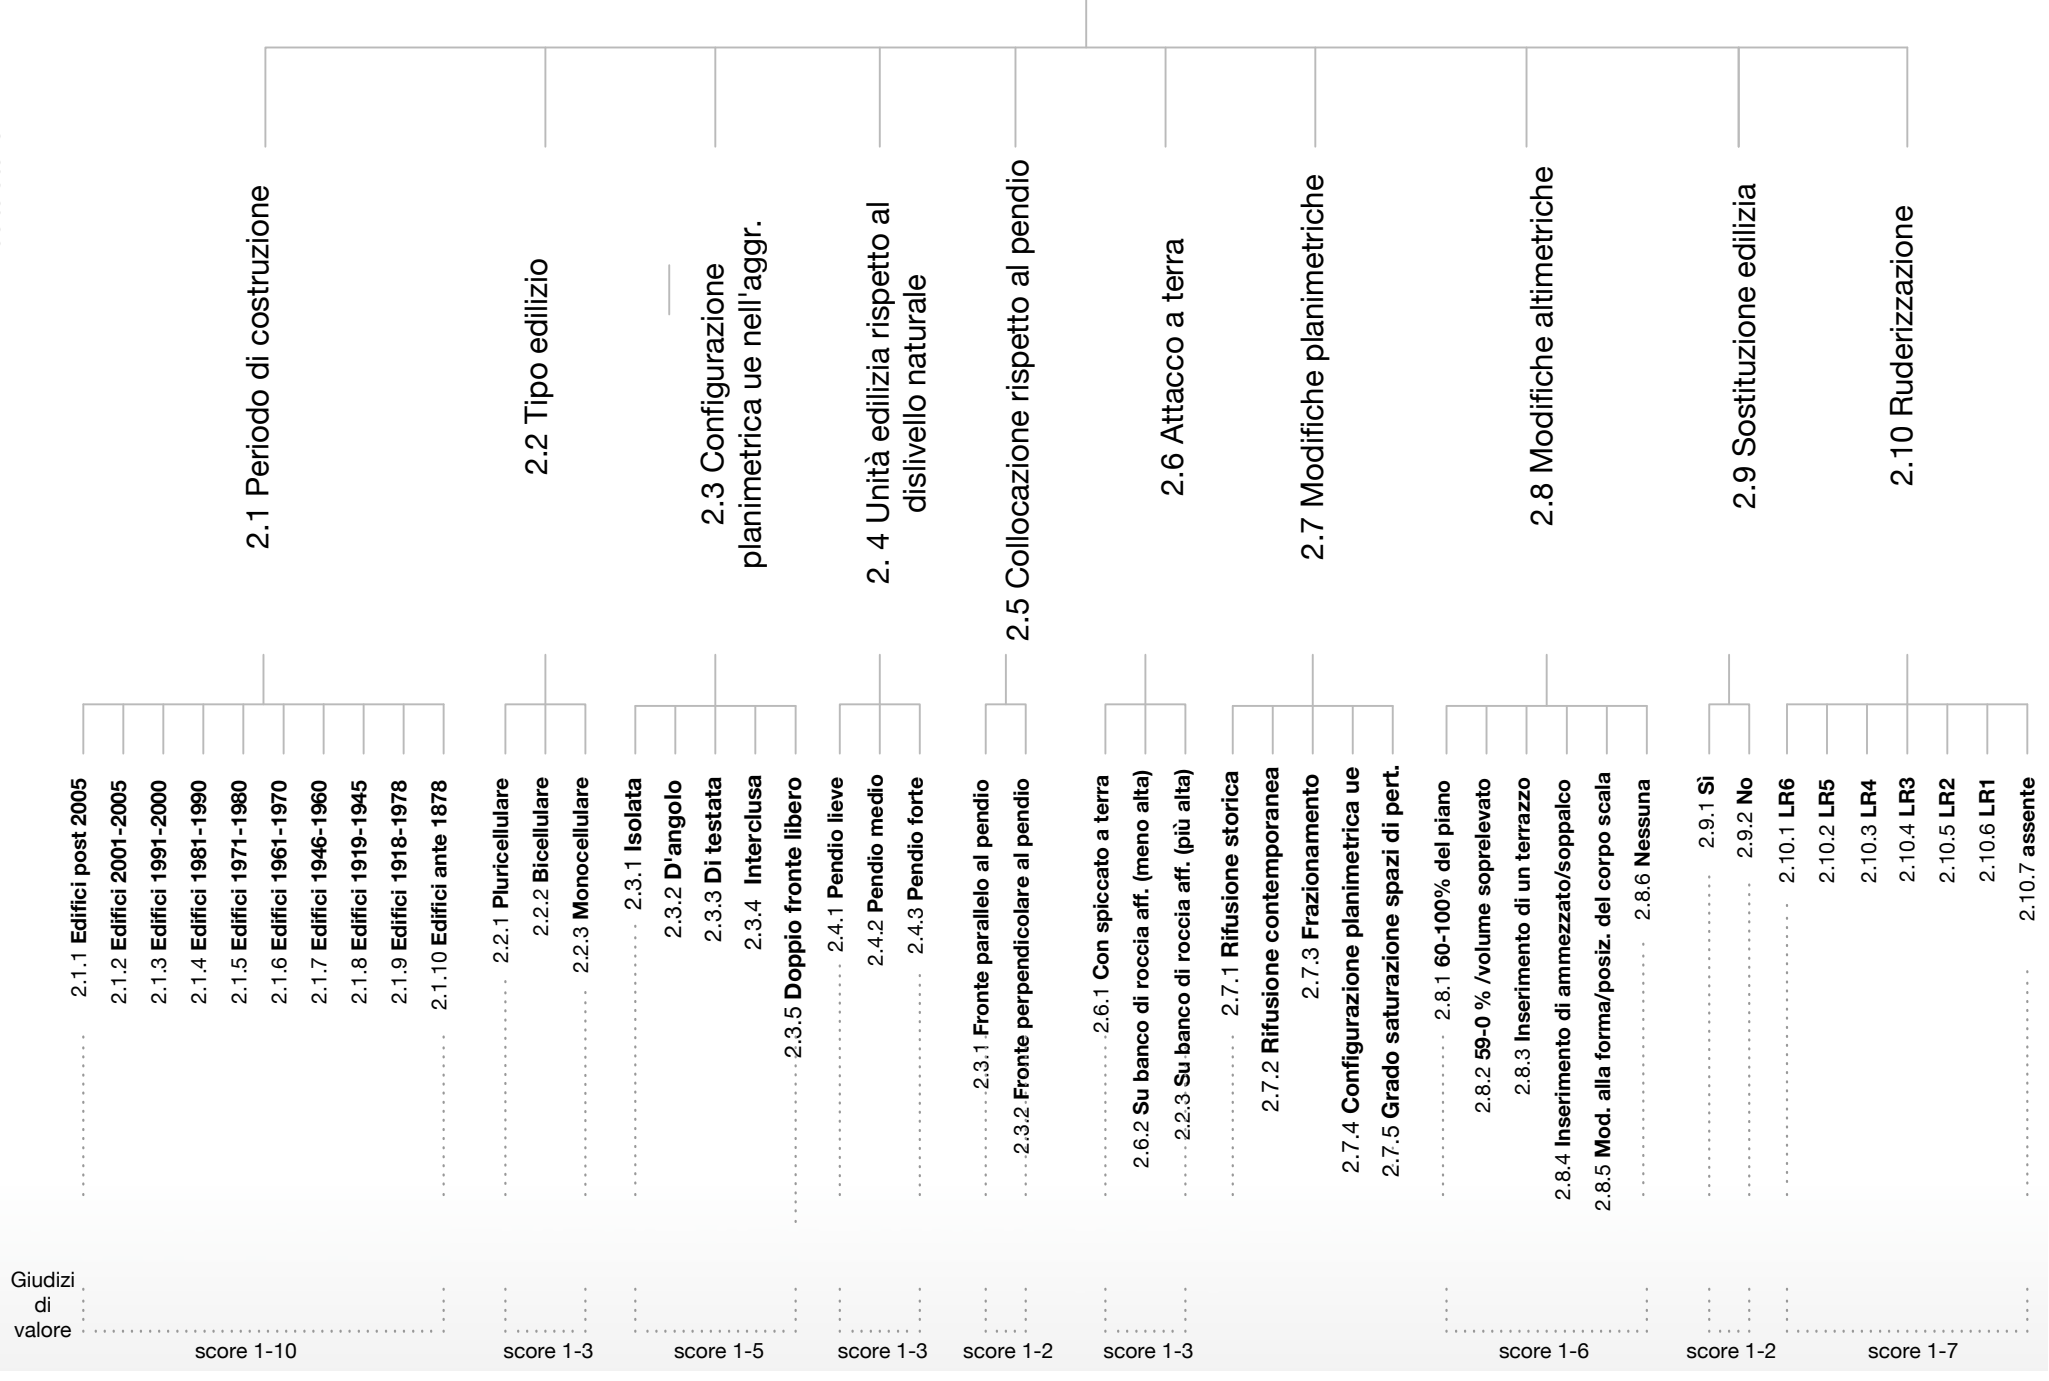 2.1 Periodo di costruzione
2.2 Tipo edilizio
2.3 Configurazione
planimetrica ue nell'aggr.
2. 4 Unità edilizia rispetto al
dislivello naturale
2.5 Collocazione rispetto al pendio
2.6 Attacco a terra
2.7 Modifiche planimetriche
2.8 Modifiche altimetriche
2.9 Sostituzione edilizia
2.10 Ruderizzazione
2.1.1 Edifici post 2005
2.1.2 Edifici 2001-2005
2.1.3 Edifici 1991-2000
2.1.4 Edifici 1981-1990
2.1.5 Edifici 1971-1980
2.1.6 Edifici 1961-1970
2.1.7 Edifici 1946-1960
2.1.8 Edifici 1919-1945
2.1.9 Edifici 1918-1978
2.1.10 Edifici ante 1878
2.2.1 Pluricellulare
2.2.2 Bicellulare
2.2.3 Monocellulare
2.3.1 Isolata
2.3.2 D'angolo
2.3.3 Di testata
2.3.4 Interclusa
2.3.5 Doppio fronte libero
2.4.1 Pendio lieve
2.4.2 Pendio medio
2.4.3 Pendio forte
2.3.1 Fronte parallelo al pendio
2.3.2 Fronte perpendicolare al pendio
2.6.1 Con spiccato a terra
2.6.2 Su banco di roccia aff. (meno alta)
2.2.3 Su banco di roccia aff. (più alta)
2.7.1 Rifusione storica
2.7.2 Rifusione contemporanea
2.7.3 Frazionamento
2.7.4 Configurazione planimetrica ue
2.7.5 Grado saturazione spazi di pert.
2.8.1 60-100% del piano
2.8.2 59-0 % /volume soprelevato
2.8.3 Inserimento di un terrazzo
2.8.4 Inserimento di ammezzato/soppalco
2.8.5 Mod. alla forma/posiz. del corpo scala
2.8.6 Nessuna
2.9.1 Sì
2.9.2 No
2.10.1 LR6
2.10.2 LR5
2.10.3 LR4
2.10.4 LR3
2.10.5 LR2
2.10.6 LR1
2.10.7 assente
Giudizi
di
valore
score 1-10
score 1-3
score 1-5
score 1-3
score 1-2
score 1-3
score 1-6
score 1-2
score 1-7